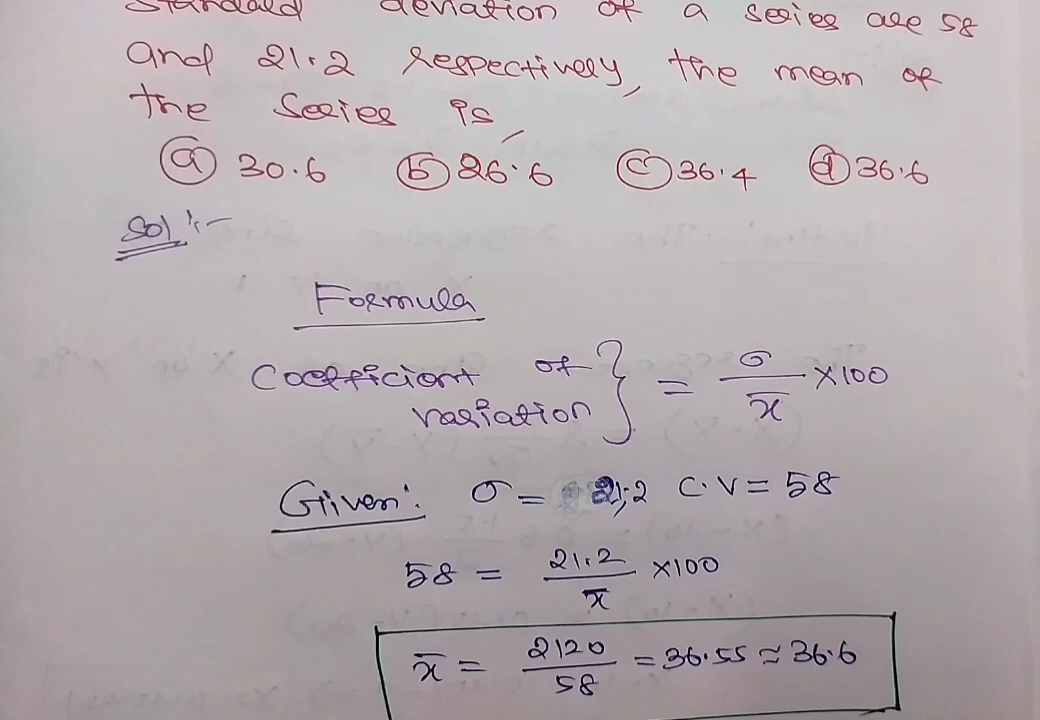 standard deviation of a series are 58
and 21.2 respectively, the mean of
the series is,
(a) 30.6 (b) 26.6 (c) 36.4 (d) 36.6
Sol:-
Formula
Coefficient of variation } = σ/x̄ ×100
Given: σ = 21.2 C.V = 58
58 = 21.2/x̄ ×100
x̄ = 2120/58 = 36.55 ≈ 36.6